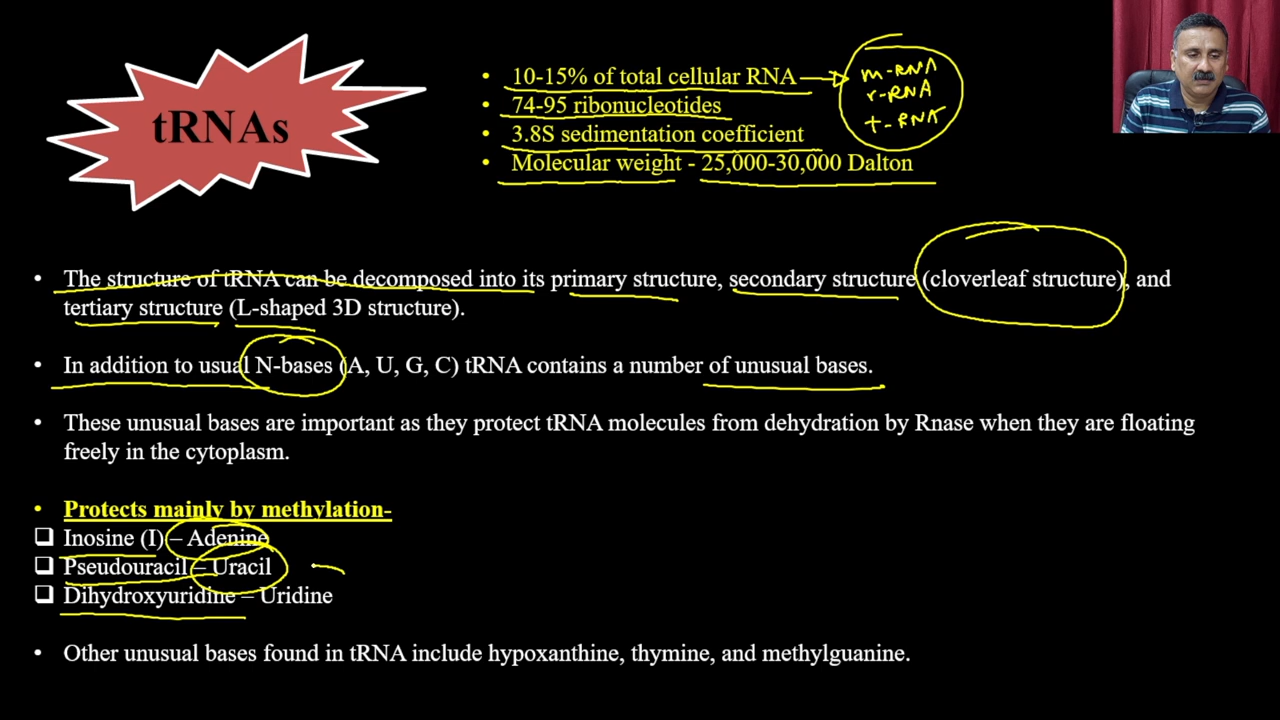 tRNAs
• 10-15% of total cellular RNA
m-RNA
r-RNA
t-RNA
• 74-95 ribonucleotides
• 3.8S sedimentation coefficient
• Molecular weight - 25,000-30,000 Dalton
• The structure of tRNA can be decomposed into its primary structure, secondary structure (cloverleaf structure), and
tertiary structure (L-shaped 3D structure).
• In addition to usual N-bases (A, U, G, C) tRNA contains a number of unusual bases.
• These unusual bases are important as they protect tRNA molecules from dehydration by Rnase when they are floating
freely in the cytoplasm.
• Protects mainly by methylation-
❑ Inosine (I) – Adenine
❑ Pseudouracil – Uracil
❑ Dihydroxyuridine – Uridine
• Other unusual bases found in tRNA include hypoxanthine, thymine, and methylguanine.